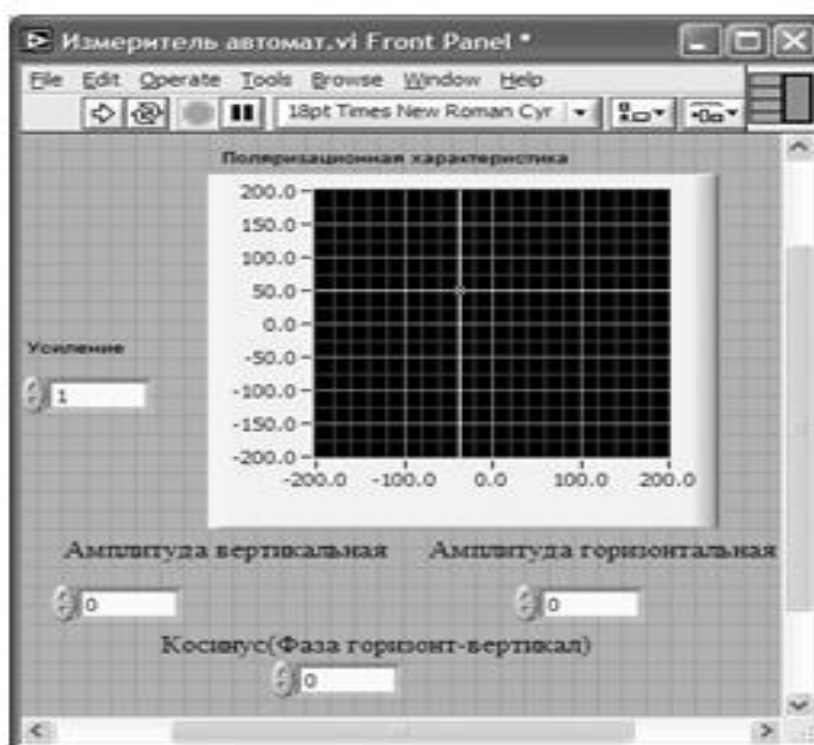 Измеритель автомат.vi Front Panel *
File Edit Operate Tools Browse Window Help
18pt Times New Roman Cyr
Поляризационная характеристика
200.0
150.0
100.0
50.0
0.0
-50.0
-100.0
-150.0
-200.0
-200.0 -100.0 0.0 100.0 200.0
Усиление
1
Амплитуда вертикальная Амплитуда горизонтальная
0 0
Косинус(Фаза горизонт-вертикал)
0